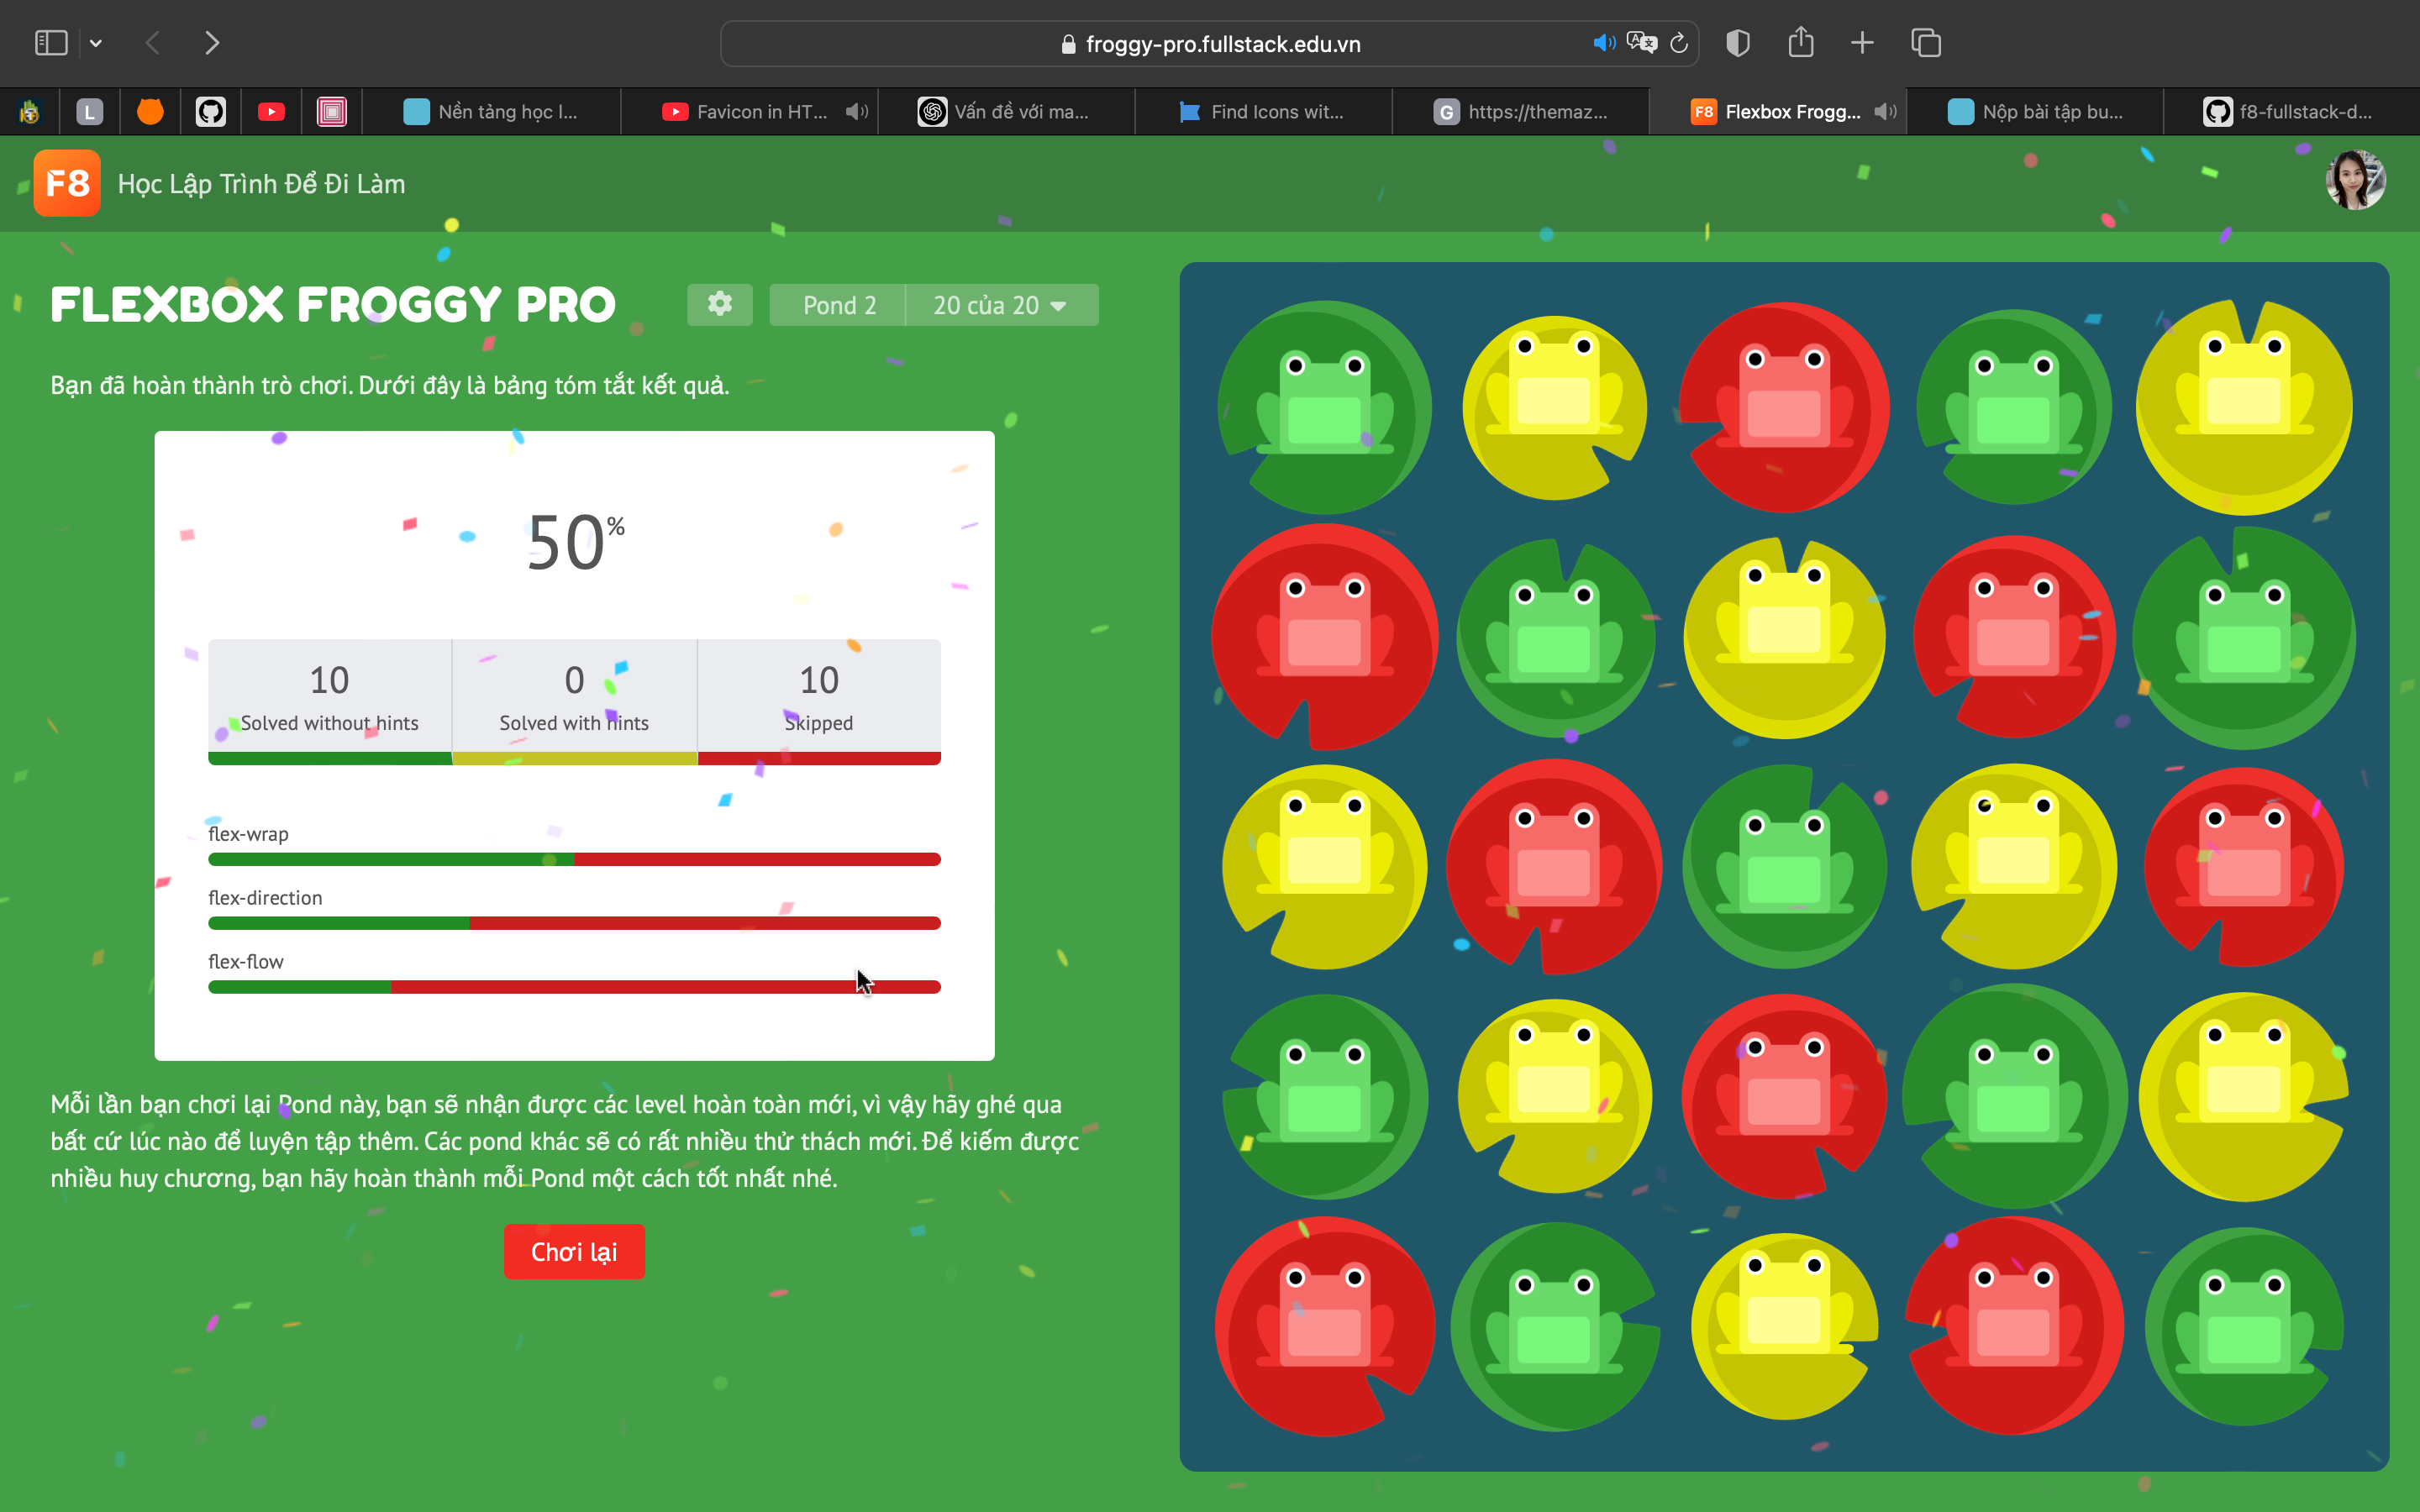 froggy-pro.fullstack.edu.vn
L
Nền tảng học l...
Favicon in HT...
Vấn đề với ma...
Find Icons wit...
G
https://themaz...
F8
Flexbox Frogg...
Nộp bài tập bu...
f8-fullstack-d...
F8
Học Lập Trình Để Đi Làm
FLEXBOX FROGGY PRO
Pond 2
20 của 20
Bạn đã hoàn thành trò chơi. Dưới đây là bảng tóm tắt kết quả.
50%
10
0
10
Solved without hints
Solved with hints
Skipped
flex-wrap
flex-direction
flex-flow
Mỗi lần bạn chơi lại Pond này, bạn sẽ nhận được các level hoàn toàn mới, vì vậy hãy ghé qua
bất cứ lúc nào để luyện tập thêm. Các pond khác sẽ có rất nhiều thử thách mới. Để kiếm được
nhiều huy chương, bạn hãy hoàn thành mỗi Pond một cách tốt nhất nhé.
Chơi lại